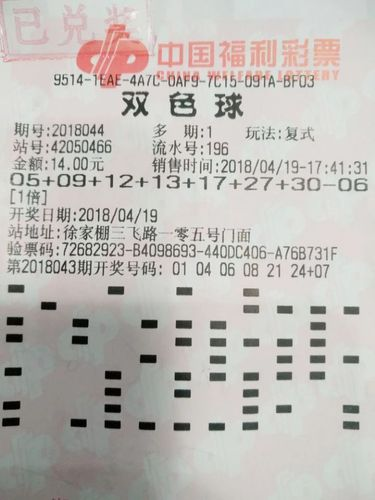 已兑奖
中国福利彩票
CHINA WELFARE LOTTERY
9514-1EAE-4A7C-0AF9-7C15-091A-BF03
双色球
期号:2018044 多 期:1 玩法:复式
站号:42050466 流水号:196
金额:14.00元 销售时间:2018/04/19-17:41:31
05+09+12+13+17+27+30-06
[1倍]
开奖日期:2018/04/19
站地址:徐家棚三飞路一零五号门面
验票码:72682923-B4098693-440DC406-A76B731F
第2018043期开奖号码: 01 04 06 08 21 24+07